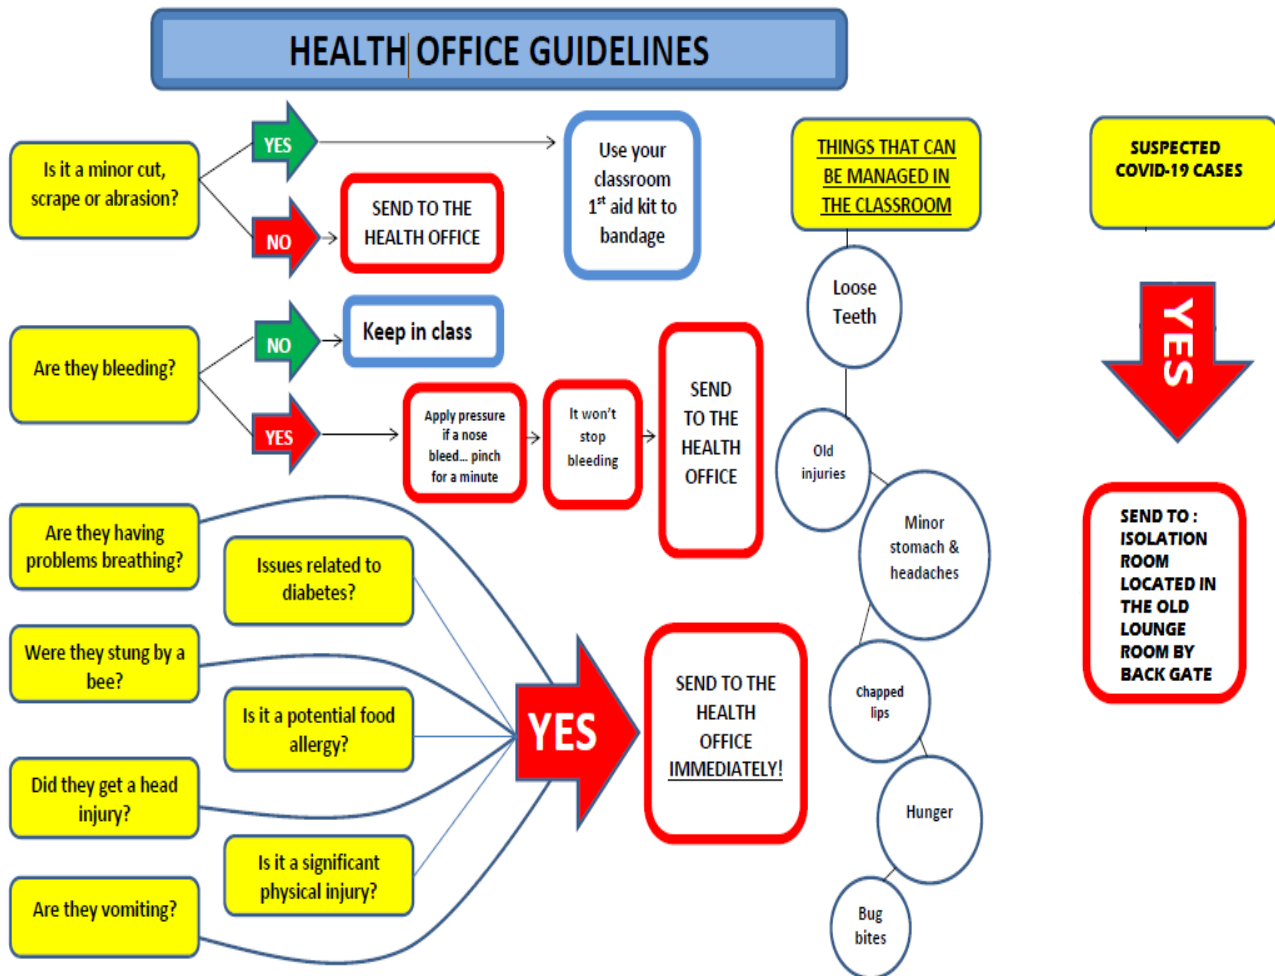 HEALTH OFFICE GUIDELINES
Is it a minor cut,
scrape or abrasion?
YES
Use your
classroom
1st aid kit to
bandage
NO
SEND TO THE
HEALTH OFFICE
Are they bleeding?
NO
Keep in class
YES
Apply pressure
if a nose
bleed... pinch
for a minute
It won't
stop
bleeding
SEND
TO THE
HEALTH
OFFICE
Are they having
problems breathing?
Issues related to
diabetes?
Were they stung by a
bee?
Is it a potential food
allergy?
Did they get a head
injury?
Is it a significant
physical injury?
Are they vomiting?
YES
SEND TO THE
HEALTH
OFFICE
IMMEDIATELY!
THINGS THAT CAN
BE MANAGED IN
THE CLASSROOM
Loose
Teeth
Old
injuries
Minor
stomach &
headaches
Chapped
lips
Hunger
Bug
bites
SUSPECTED
COVID-19 CASES
YES
SEND TO :
ISOLATION
ROOM
LOCATED IN
THE OLD
LOUNGE
ROOM BY
BACK GATE